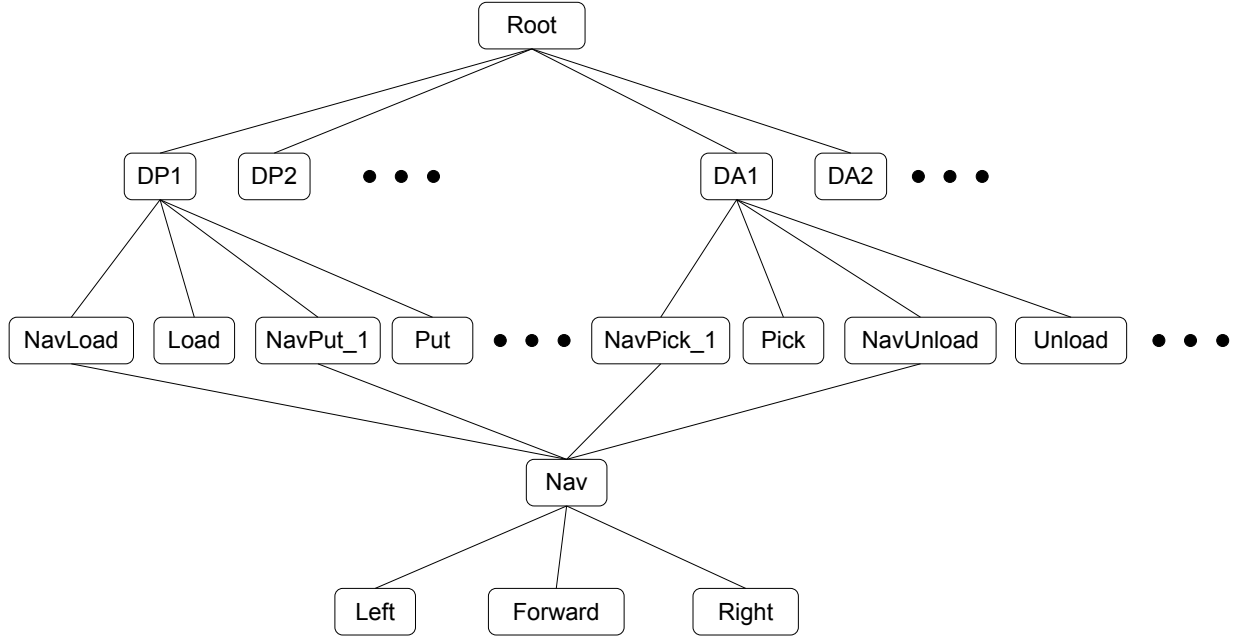 Root
DP1 DP2 DA1 DA2
NavLoad Load NavPut_1 Put NavPick_1 Pick NavUnload Unload
Nav
Left Forward Right